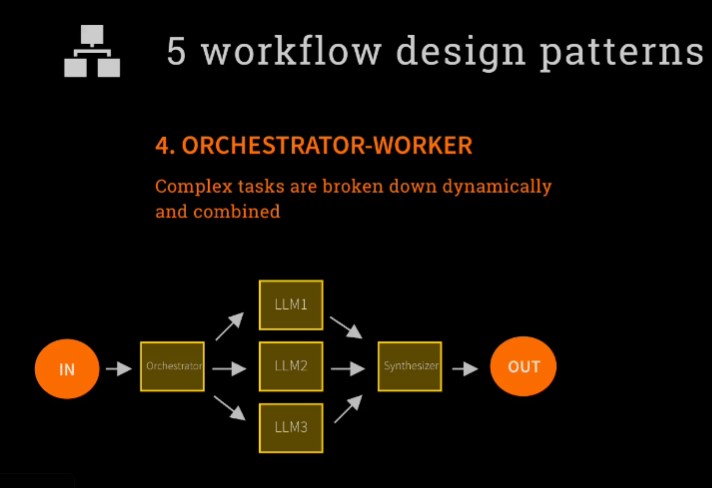 5 workflow design patterns
4. ORCHESTRATOR-WORKER
Complex tasks are broken down dynamically
and combined
LLM1
IN
Orchestrator
LLM2
Synthesizer
OUT
LLM3